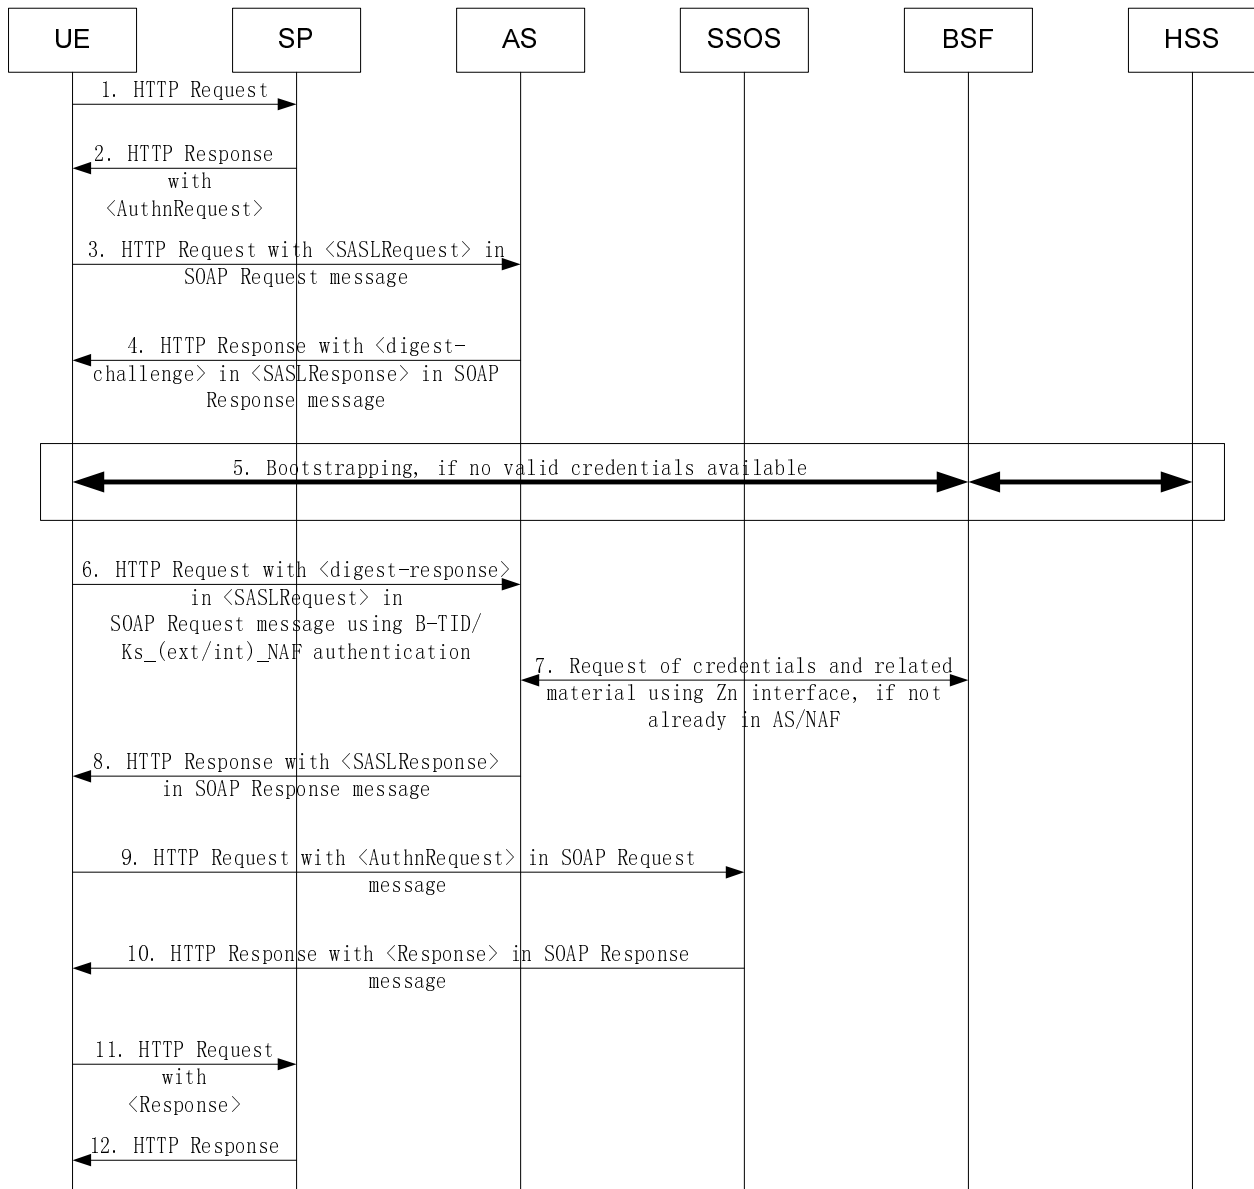 UE
SP
AS
SSOS
BSF
HSS
1. HTTP Request
2. HTTP Response
with
<AuthnRequest>
3. HTTP Request with <SASLRequest> in
SOAP Request message
4. HTTP Response with <digest-
challenge> in <SASLResponse> in SOAP
Response message
5. Bootstrapping, if no valid credentials available
6. HTTP Request with <digest-response>
in <SASLRequest> in
SOAP Request message using B-TID/
Ks_(ext/int)_NAF authentication
7. Request of credentials and related
material using Zn interface, if not
already in AS/NAF
8. HTTP Response with <SASLResponse>
in SOAP Response message
9. HTTP Request with <AuthnRequest> in SOAP Request
message
10. HTTP Response with <Response> in SOAP Response
message
11. HTTP Request
with
<Response>
12. HTTP Response